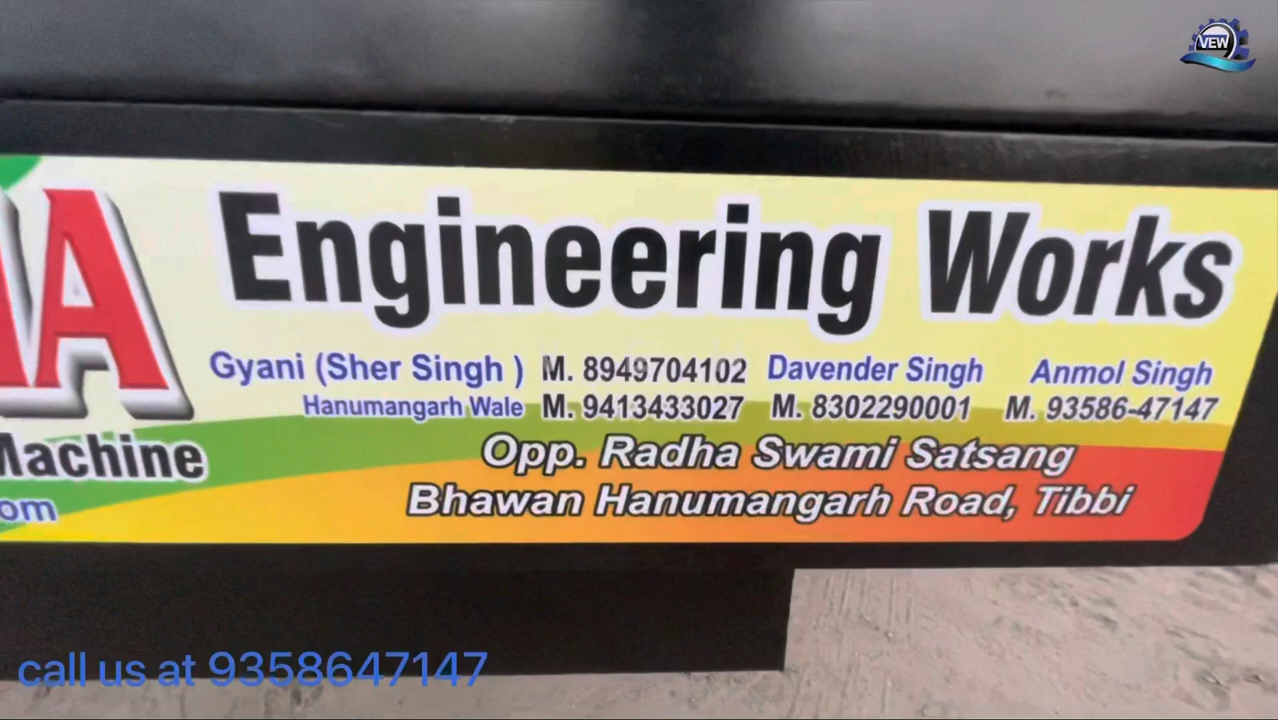 VEW
Engineering Works
Gyani (Sher Singh ) M. 8949704102 Davender Singh Anmol Singh
Hanumangarh Wale M. 9413433027 M. 8302290001 M. 93586-47147
Machine
Opp. Radha Swami Satsang
Bhawan Hanumangarh Road, Tibbi
om
call us at 9358647147